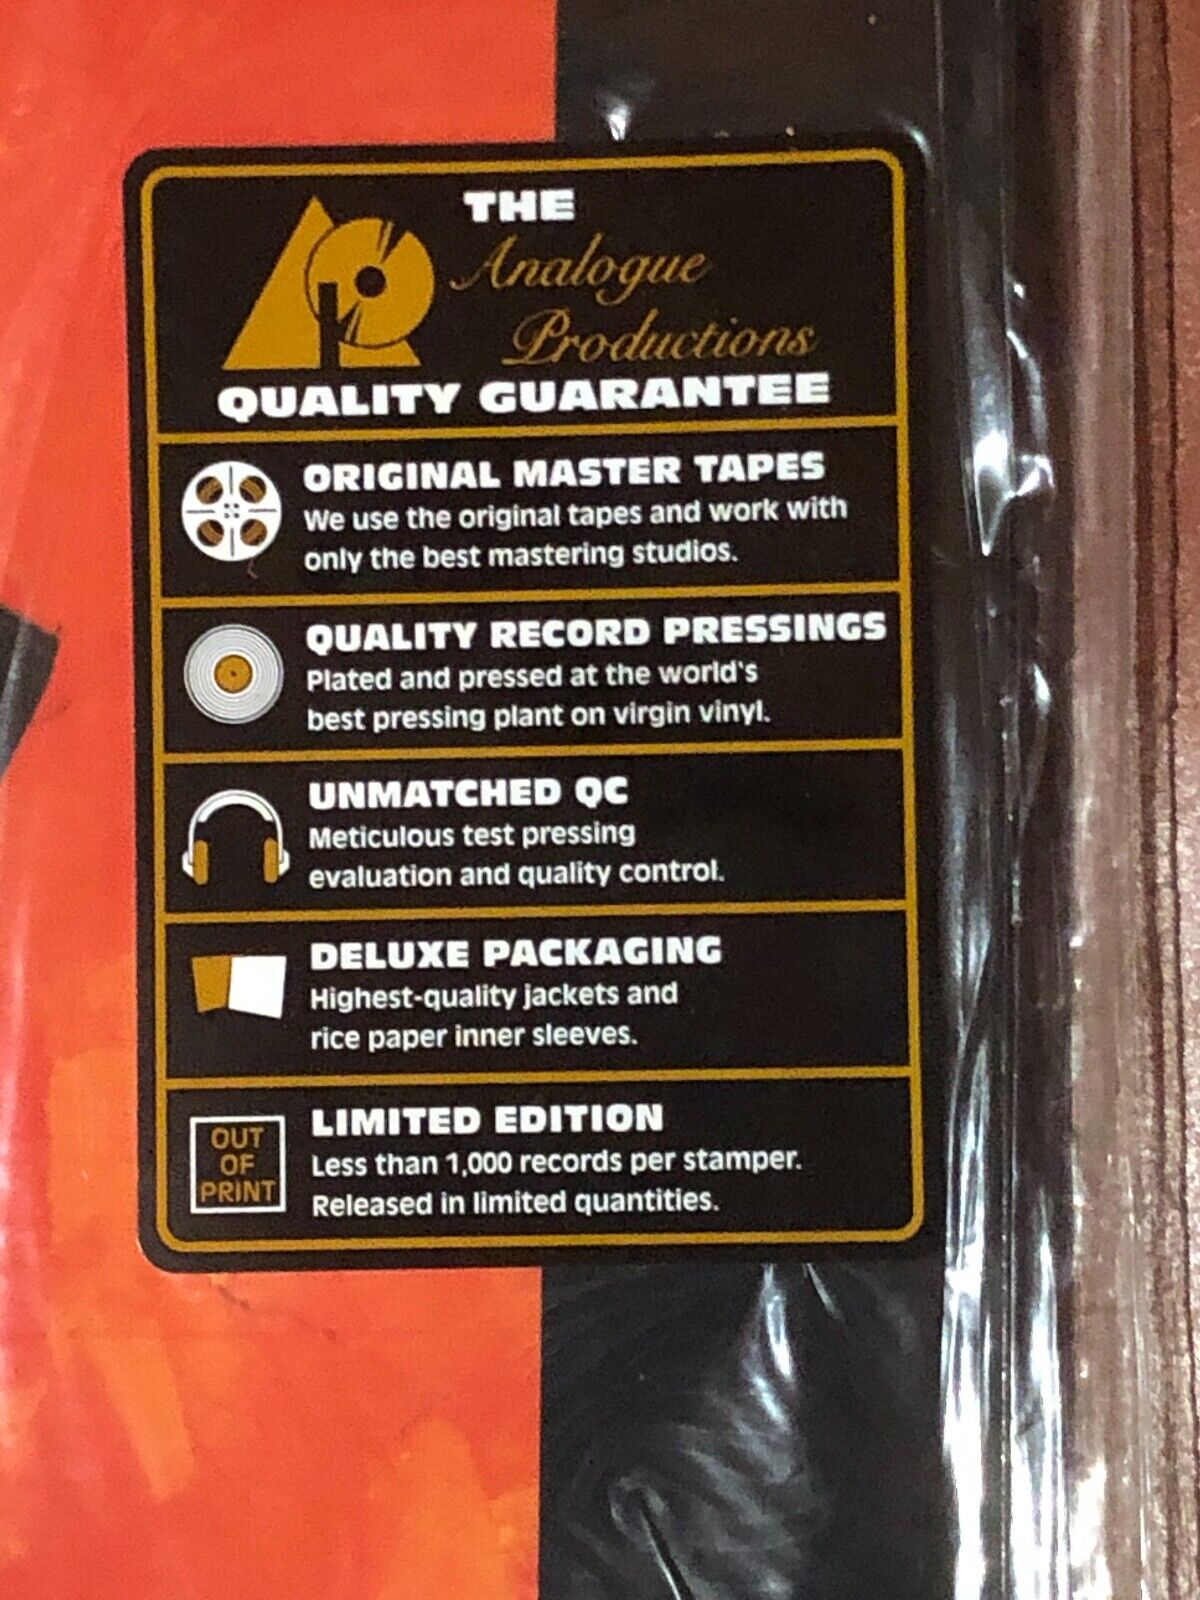 THE
Analogue
Productions
QUALITY GUARANTEE
ORIGINAL MASTER TAPES
We use the original tapes and work with
only the best mastering studios.
QUALITY RECORD PRESSINGS
Plated and pressed at the world's
best pressing plant on virgin vinyl.
UNMATCHED QC
Meticulous test pressing
evaluation and quality control.
DELUXE PACKAGING
Highest-quality jackets and
rice paper inner sleeves.
OUT
OF
PRINT
LIMITED EDITION
Less than 1,000 records per stamper.
Released in limited quantities.